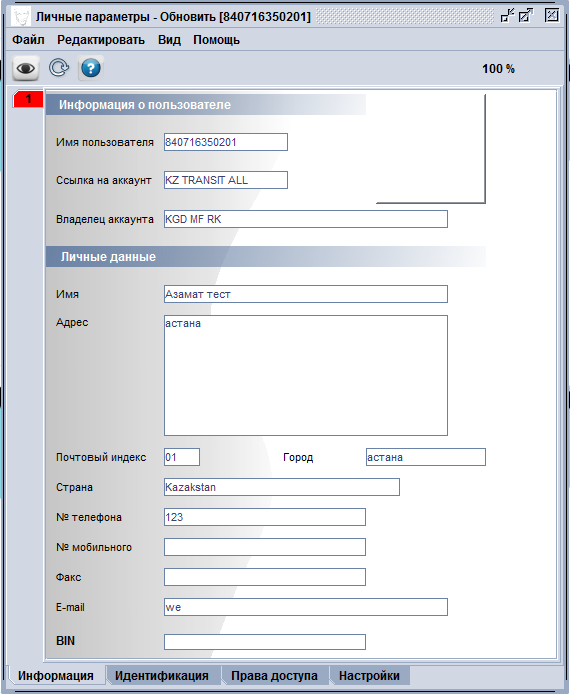 Личные параметры - Обновить [840716350201]
Файл Редактировать Вид Помощь
? 100 %
1 Информация о пользователе
Имя пользователя 840716350201
Ссылка на аккаунт KZ TRANSIT ALL
Владелец аккаунта KGD MF RK
Личные данные
Имя Азамат тест
Адрес астана
Почтовый индекс 01 Город астана
Страна Kazakstan
№ телефона 123
№ мобильного
Факс
E-mail we
BIN
Информация Идентификация Права доступа Настройки